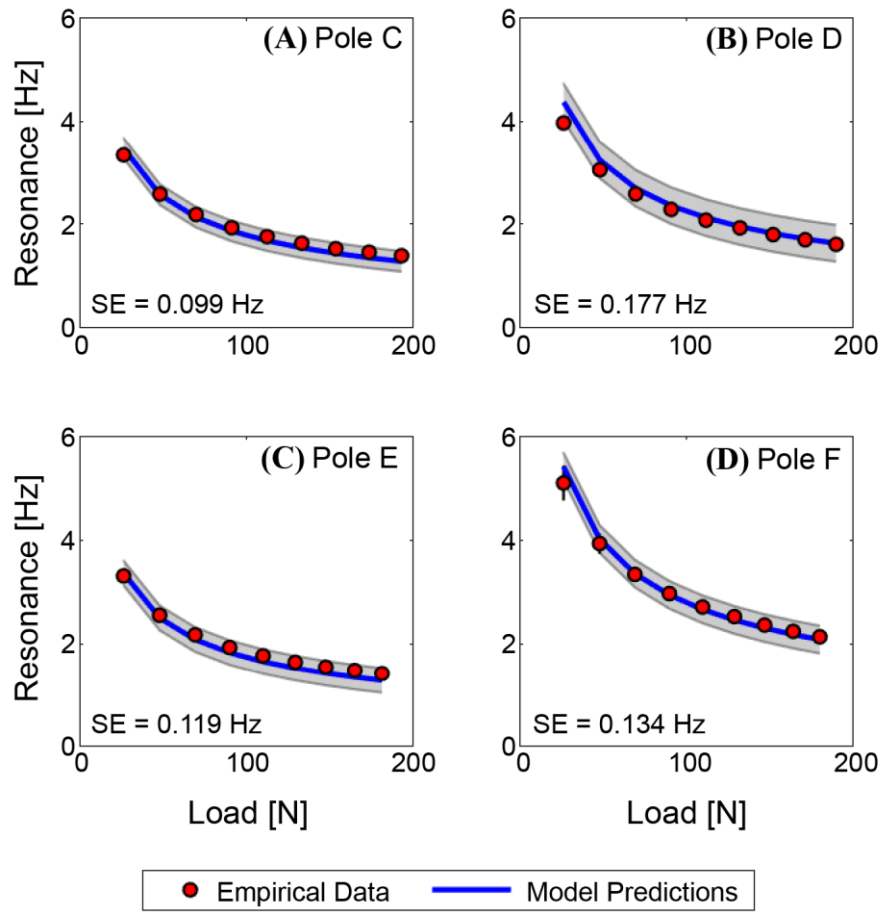 6
(A) Pole C
4
2
SE = 0.099 Hz
0
0
100
200
Resonance [Hz]
6
(B) Pole D
4
2
SE = 0.177 Hz
0
0
100
200
6
(C) Pole E
4
2
SE = 0.119 Hz
0
0
100
200
Resonance [Hz]
Load [N]
6
(D) Pole F
4
2
SE = 0.134 Hz
0
0
100
200
Load [N]
Empirical Data
Model Predictions